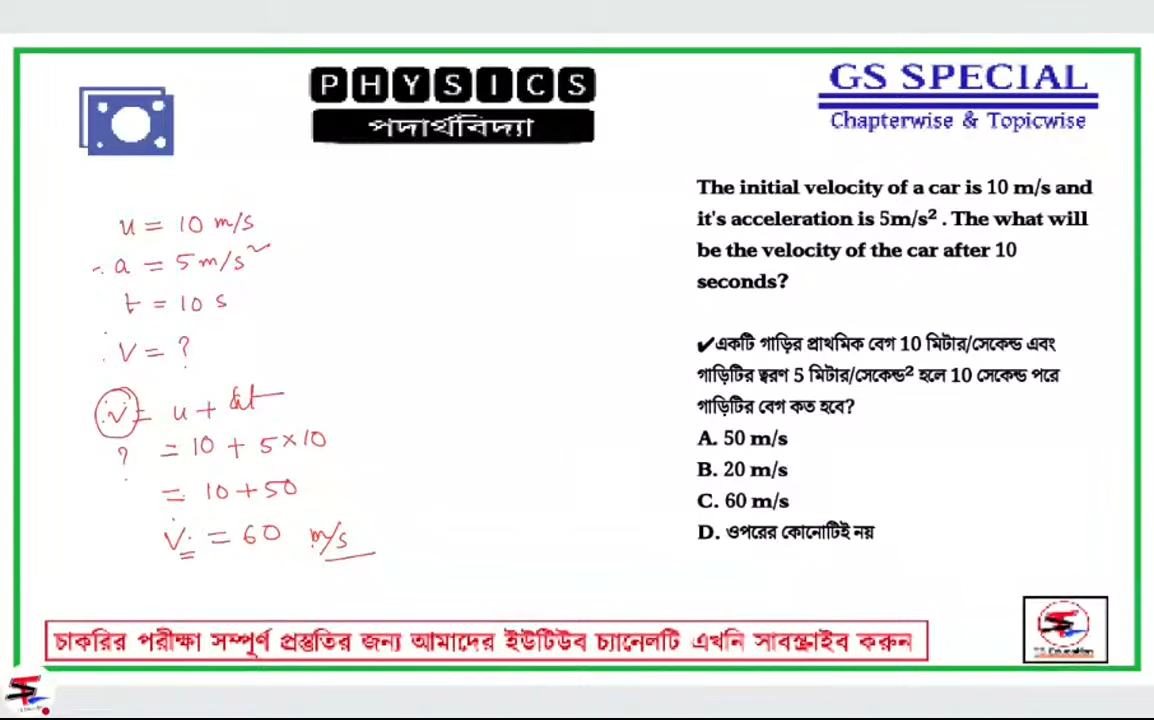 PHYSICS
পদার্থবিদ্যা
GS SPECIAL
Chapterwise & Topicwise
u = 10 m/s
a = 5 m/s²
t = 10 s
v = ?
v = u + at
?
= 10 + 5 × 10
= 10 + 50
v = 60 m/s
The initial velocity of a car is 10 m/s and
it's acceleration is 5m/s². The what will
be the velocity of the car after 10
seconds?
✔একটি গাড়ির প্রাথমিক বেগ 10 মিটার/সেকেন্ড এবং
গাড়িটির ত্বরণ 5 মিটার/সেকেন্ড² হলে 10 সেকেন্ড পরে
গাড়িটির বেগ কত হবে?
A. 50 m/s
B. 20 m/s
C. 60 m/s
D. ওপরের কোনোটিই নয়
চাকরির পরীক্ষা সম্পূর্ণ প্রস্তুতির জন্য আমাদের ইউটিউব চ্যানেলটি এখনি সাবস্ক্রাইব করুন